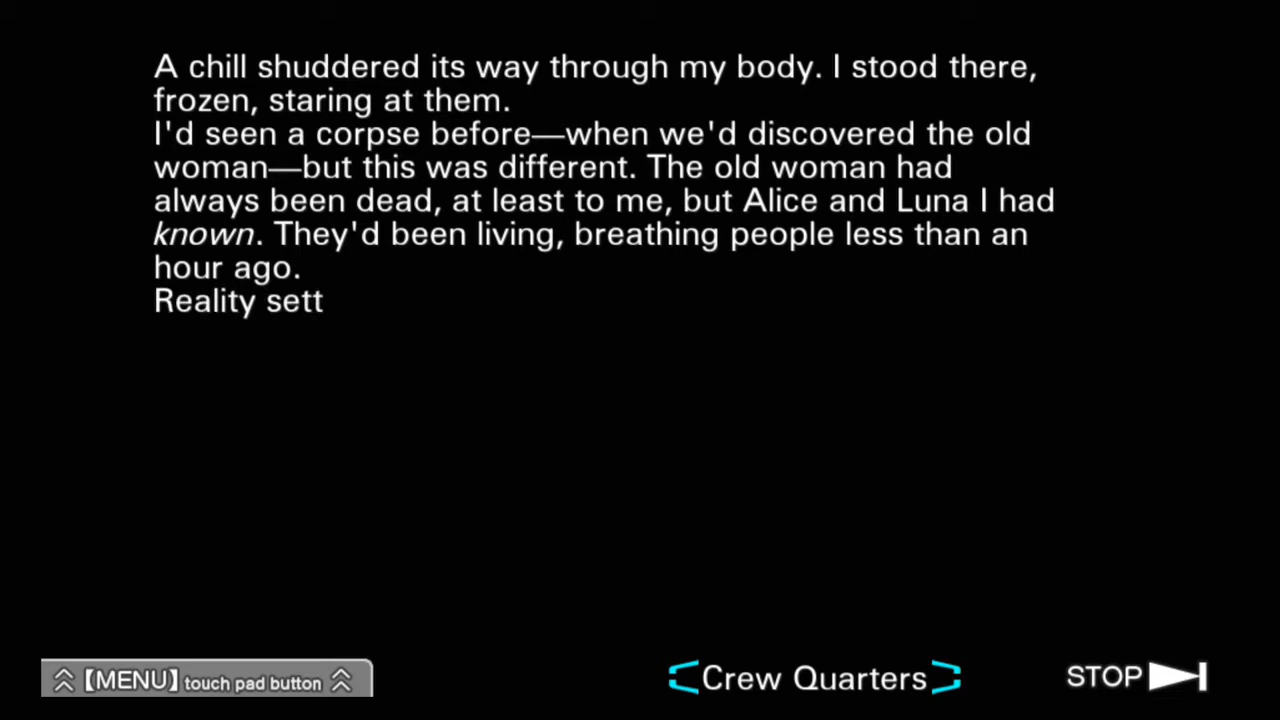 A chill shuddered its way through my body. I stood there,
frozen, staring at them.
I'd seen a corpse before—when we'd discovered the old
woman—but this was different. The old woman had
always been dead, at least to me, but Alice and Luna I had
known. They'd been living, breathing people less than an
hour ago.
Reality sett
【MENU】 touch pad button
Crew Quarters
STOP